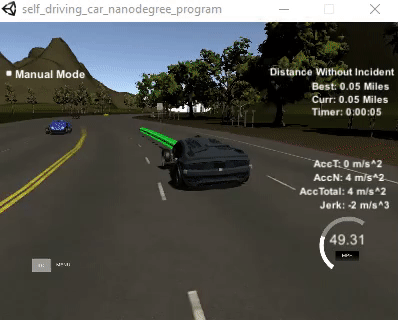 self_driving_car_nanodegree_program
Manual Mode
Distance Without Incident
Best: 0.05 Miles
Curr: 0.05 Miles
Timer: 0:00:05
AccT: 0 m/s^2
AccN: 4 m/s^2
AccTotal: 4 m/s^2
Jerk: -2 m/s^3
49.31
MPH